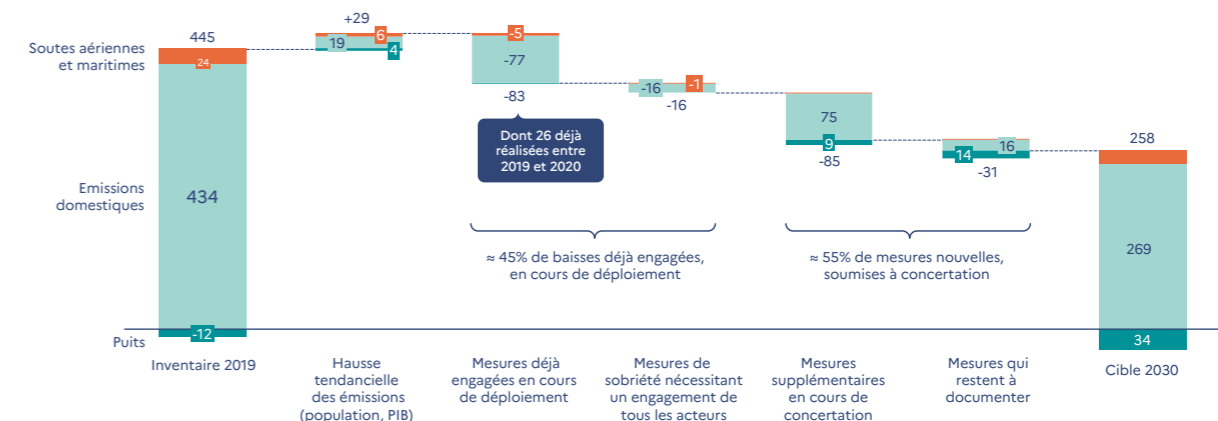 Soutes aériennes
et maritimes
Emissions
domestiques
Puits
445
24
434
-12
Inventaire 2019
+29
6
19
4
Hausse
tendancielle
des émissions
(population, PIB)
-5
-77
-83
Dont 26 déjà
réalisées entre
2019 et 2020
Mesures déjà
engagées en cours
de déploiement
-16
-1
-16
Mesures de
sobriété nécessitant
un engagement de
tous les acteurs
≈ 45% de baisses déjà engagées,
en cours de déploiement
75
9
-85
Mesures
supplémentaires
en cours de
concertation
16
14
-31
Mesures qui
restent à
documenter
≈ 55% de mesures nouvelles,
soumises à concertation
258
269
34
Cible 2030